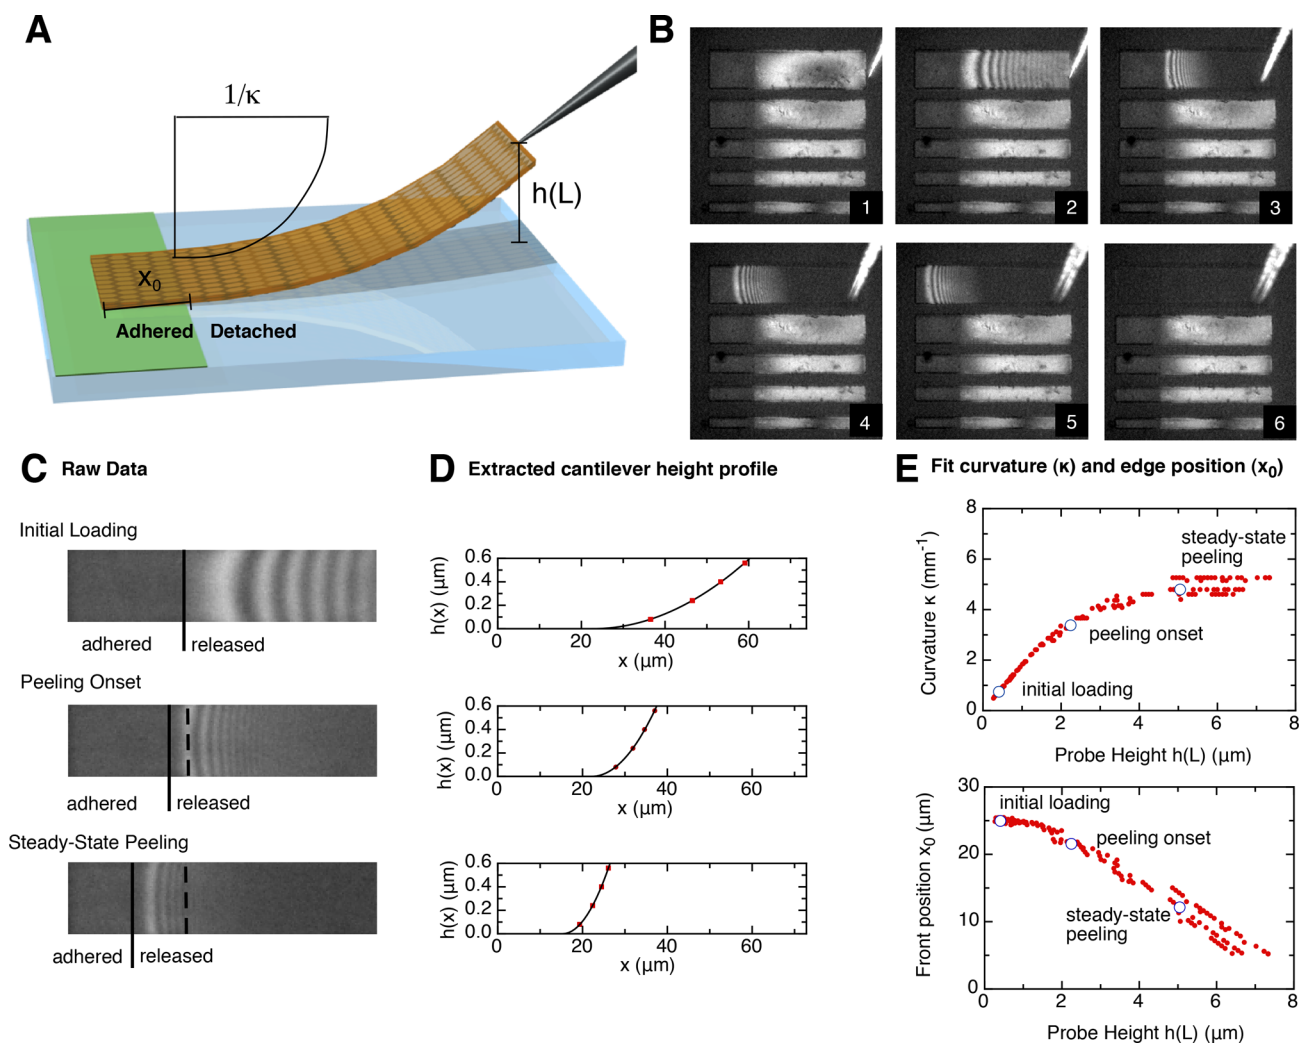 A
1/κ
h(L)
X0
Adhered Detached
B
1
2
3
4
5
6
C Raw Data
Initial Loading
adhered
released
Peeling Onset
adhered
released
Steady-State Peeling
adhered
released
D Extracted cantilever height profile
0.6
0.4
0.2
0.0
h(x) (μm)
0 20 40 60
x (μm)
0.6
0.4
0.2
0.0
h(x) (μm)
0 20 40 60
x (μm)
0.6
0.4
0.2
0.0
h(x) (μm)
0 20 40 60
x (μm)
E Fit curvature (κ) and edge position (x0)
8
6
4
2
0
Curvature κ (mm-1)
steady-state
peeling
peeling onset
initial loading
0 2 4 6 8
Probe Height h(L) (μm)
30
20
10
0
Front position x0 (μm)
initial loading
peeling onset
steady-state
peeling
0 2 4 6 8
Probe Height h(L) (μm)